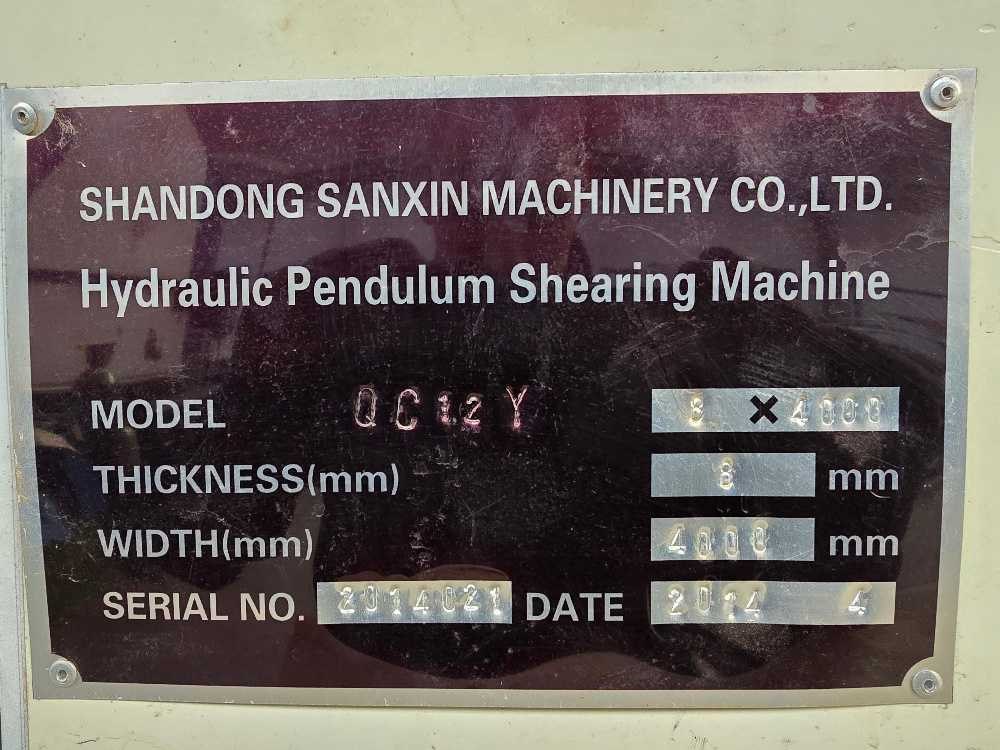 SHANDONG SANXIN MACHINERY CO.,LTD.
Hydraulic Pendulum Shearing Machine
MODEL QC12Y 8 × 4000
THICKNESS(mm) 8 mm
WIDTH(mm) 4000 mm
SERIAL NO. 2014021 DATE 2014 4